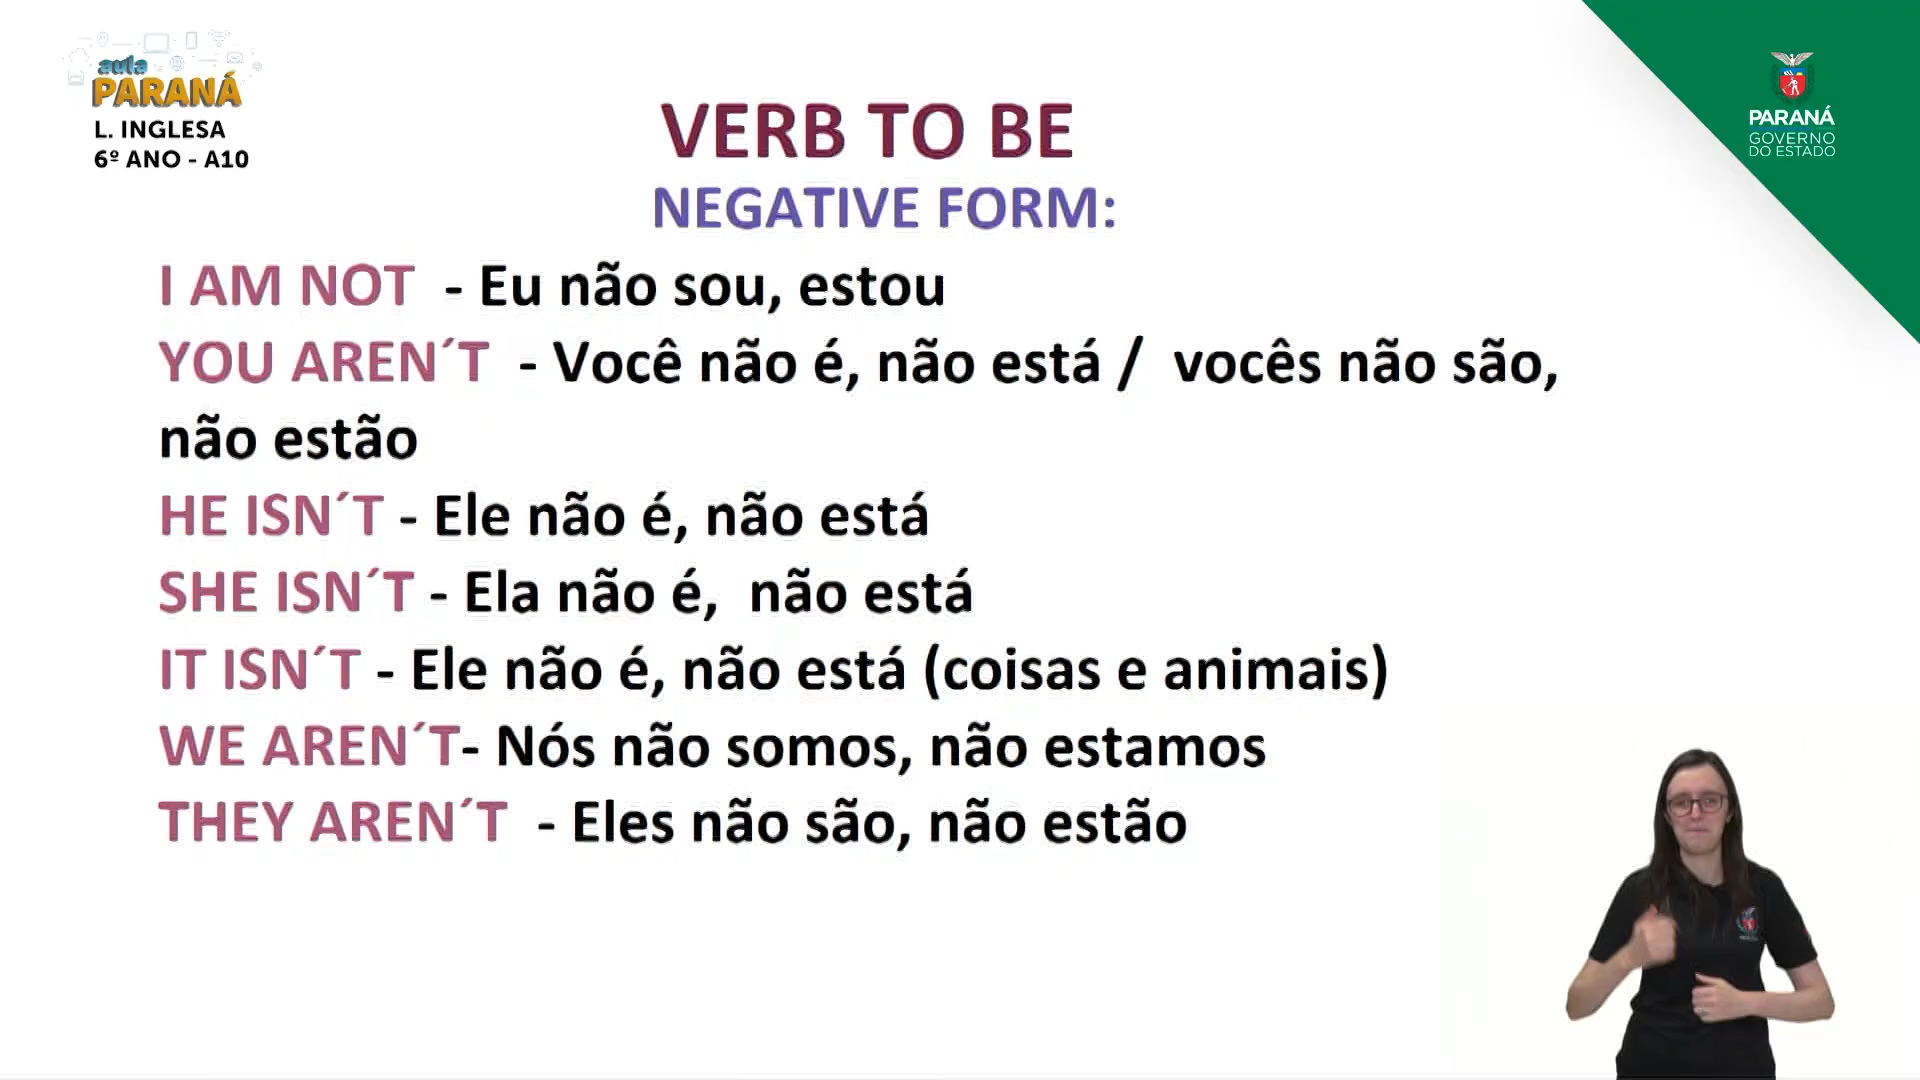 aula
PARANÁ
L. INGLESA
6º ANO - A10
PARANÁ
GOVERNO
DO ESTADO
VERB TO BE
NEGATIVE FORM:
I AM NOT - Eu não sou, estou
YOU AREN´T - Você não é, não está / vocês não são,
não estão
HE ISN´T - Ele não é, não está
SHE ISN´T - Ela não é, não está
IT ISN´T - Ele não é, não está (coisas e animais)
WE AREN´T- Nós não somos, não estamos
THEY AREN´T - Eles não são, não estão